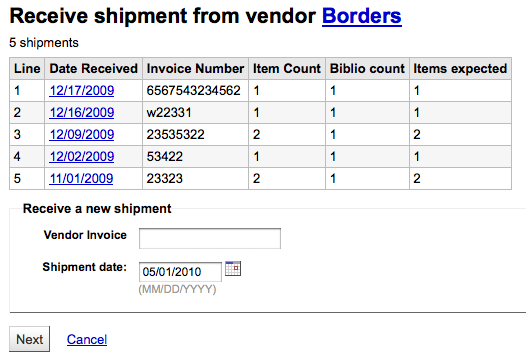 Receive shipment from vendor Borders
5 shipments
Line Date Received Invoice Number Item Count Biblio count Items expected
1 12/17/2009 6567543234562 1 1 1
2 12/16/2009 w22331 1 1 1
3 12/09/2009 23535322 2 1 2
4 12/02/2009 53422 1 1 1
5 11/01/2009 23323 2 1 2
Receive a new shipment
Vendor Invoice
Shipment date: 05/01/2010
(MM/DD/YYYY)
Next Cancel